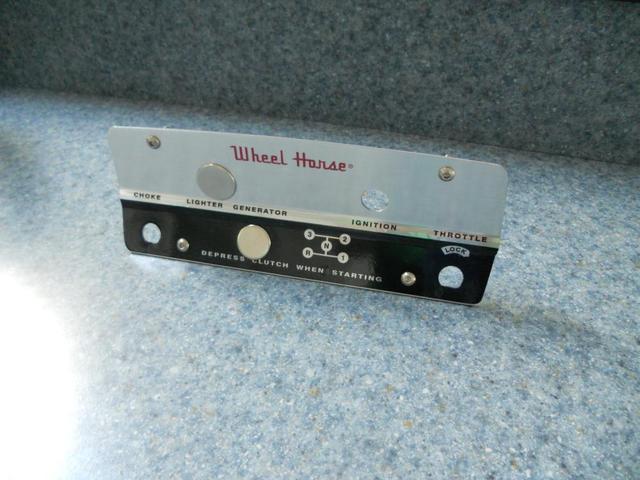 Wheel Horse®
CHOKE LIGHTER GENERATOR IGNITION THROTTLE
3 2
N
R 1
LOCK
DEPRESS CLUTCH WHEN STARTING